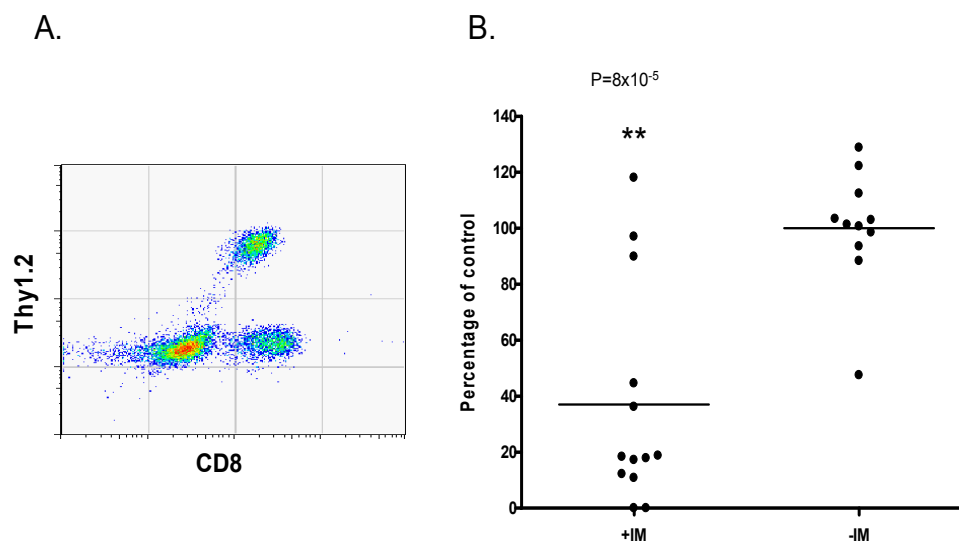 A.
Thy1.2
CD8
B.
P=8x10-5
**
Percentage of control
140
120
100
80
60
40
20
0
+IM
-IM